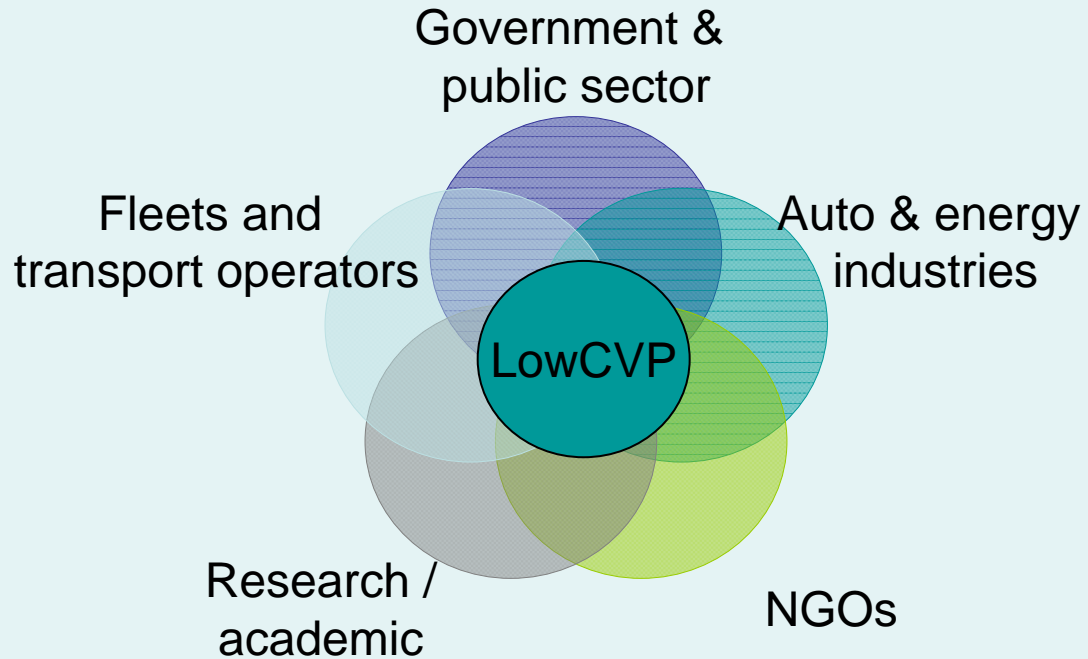 Government &
public sector
Fleets and
transport operators
Auto & energy
industries
LowCVP
Research /
academic
NGOs